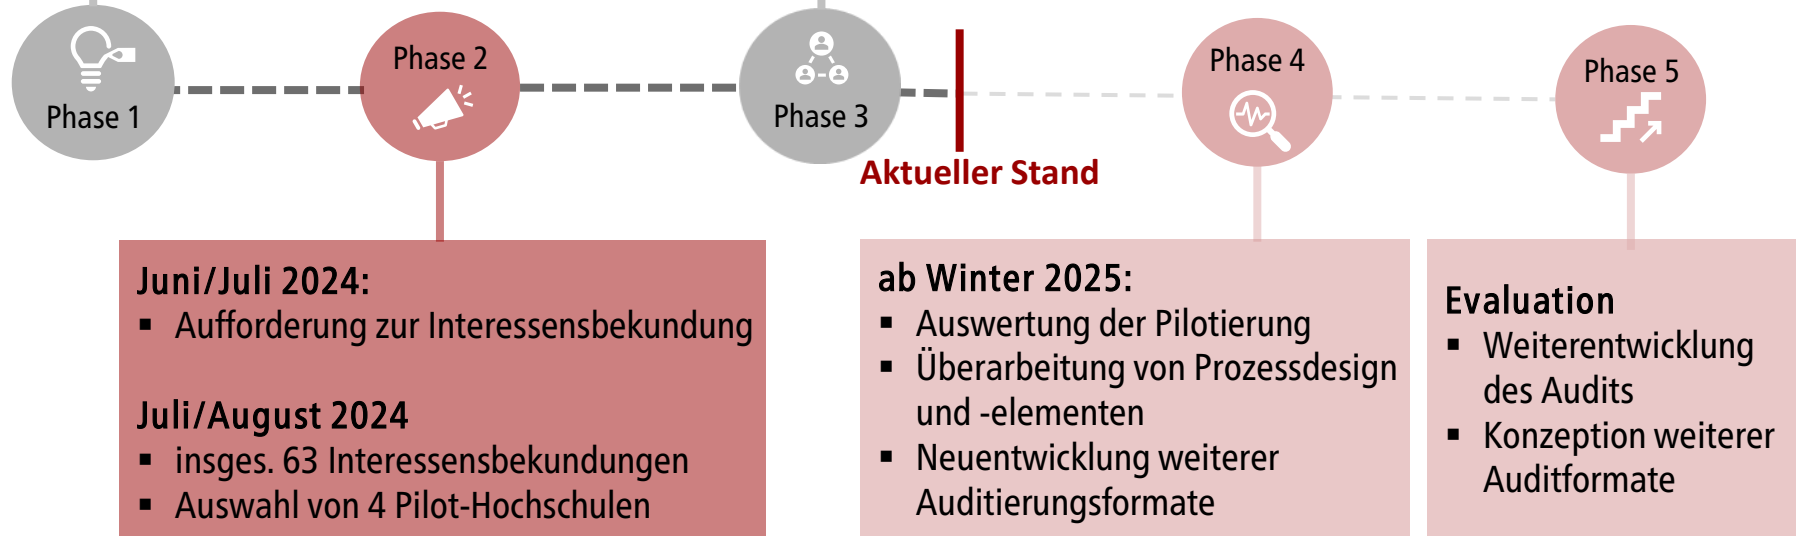 Phase 1
Phase 2
Phase 3
Phase 4
Phase 5
Aktueller Stand
Juni/Juli 2024:
▪ Aufforderung zur Interessensbekundung
Juli/August 2024
▪ insges. 63 Interessensbekundungen
▪ Auswahl von 4 Pilot-Hochschulen
ab Winter 2025:
▪ Auswertung der Pilotierung
▪ Überarbeitung von Prozessdesign
und -elementen
▪ Neuentwicklung weiterer
Auditierungsformate
Evaluation
▪ Weiterentwicklung
des Audits
▪ Konzeption weiterer
Auditformate